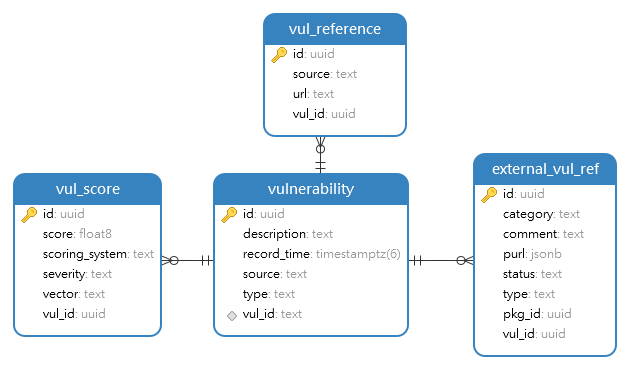 vul_reference
id: uuid
source: text
url: text
vul_id: uuid
vul_score
id: uuid
score: float8
scoring_system: text
severity: text
vector: text
vul_id: uuid
vulnerability
id: uuid
description: text
record_time: timestamptz(6)
source: text
type: text
vul_id: text
external_vul_ref
id: uuid
category: text
comment: text
purl: jsonb
status: text
type: text
pkg_id: uuid
vul_id: uuid